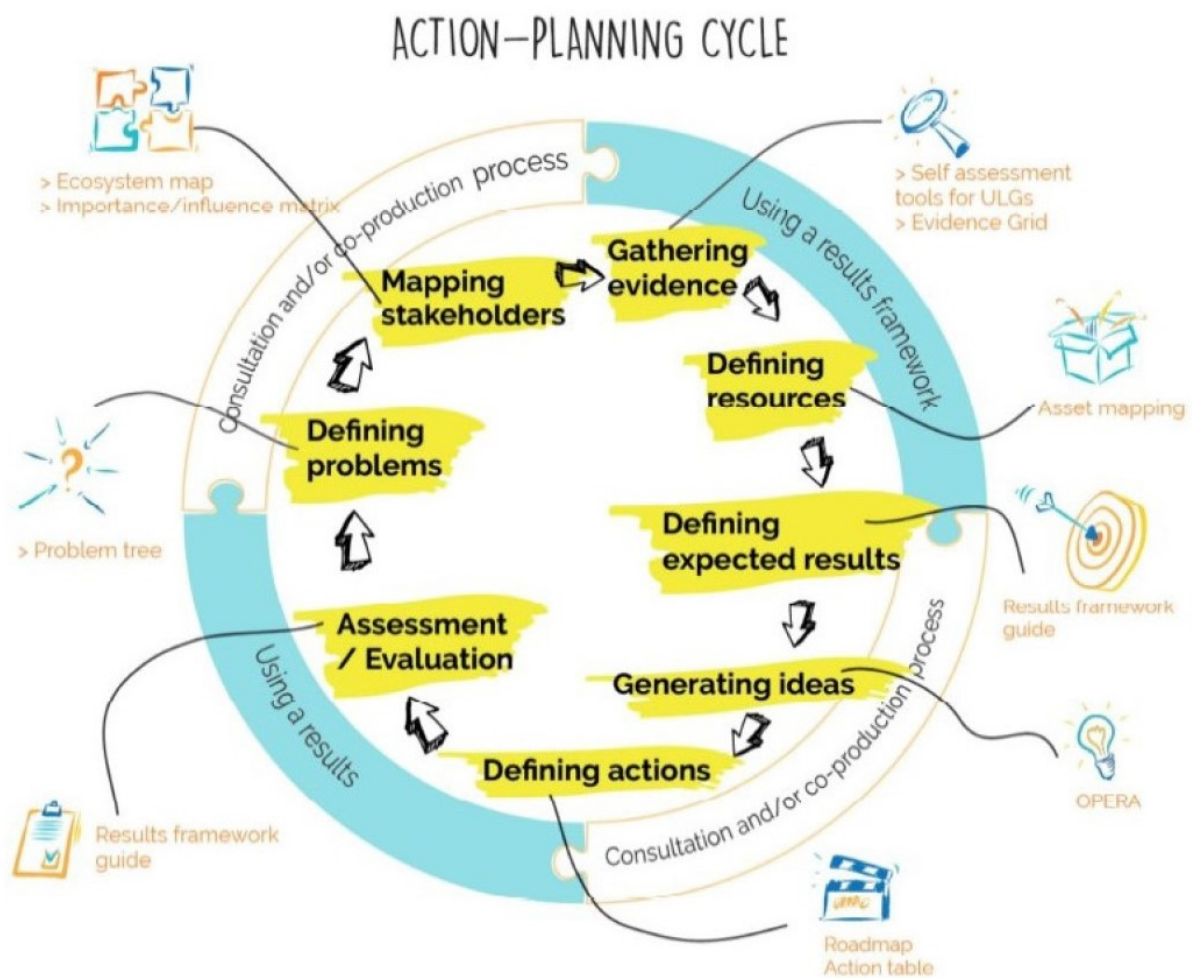 ACTION-PLANNING CYCLE
> Ecosystem map
> Importance/influence matrix
Consultation and/or co-production process
Using a results framework
> Self assessment
tools for ULGs
> Evidence Grid
Mapping
stakeholders
Gathering
evidence
Defining
resources
Asset mapping
Defining
problems
> Problem tree
Defining
expected results
Results framework
guide
Assessment
/ Evaluation
Generating ideas
OPERA
Defining actions
Using a results
Consultation and/or co-production process
Results framework
guide
Roadmap
Action table